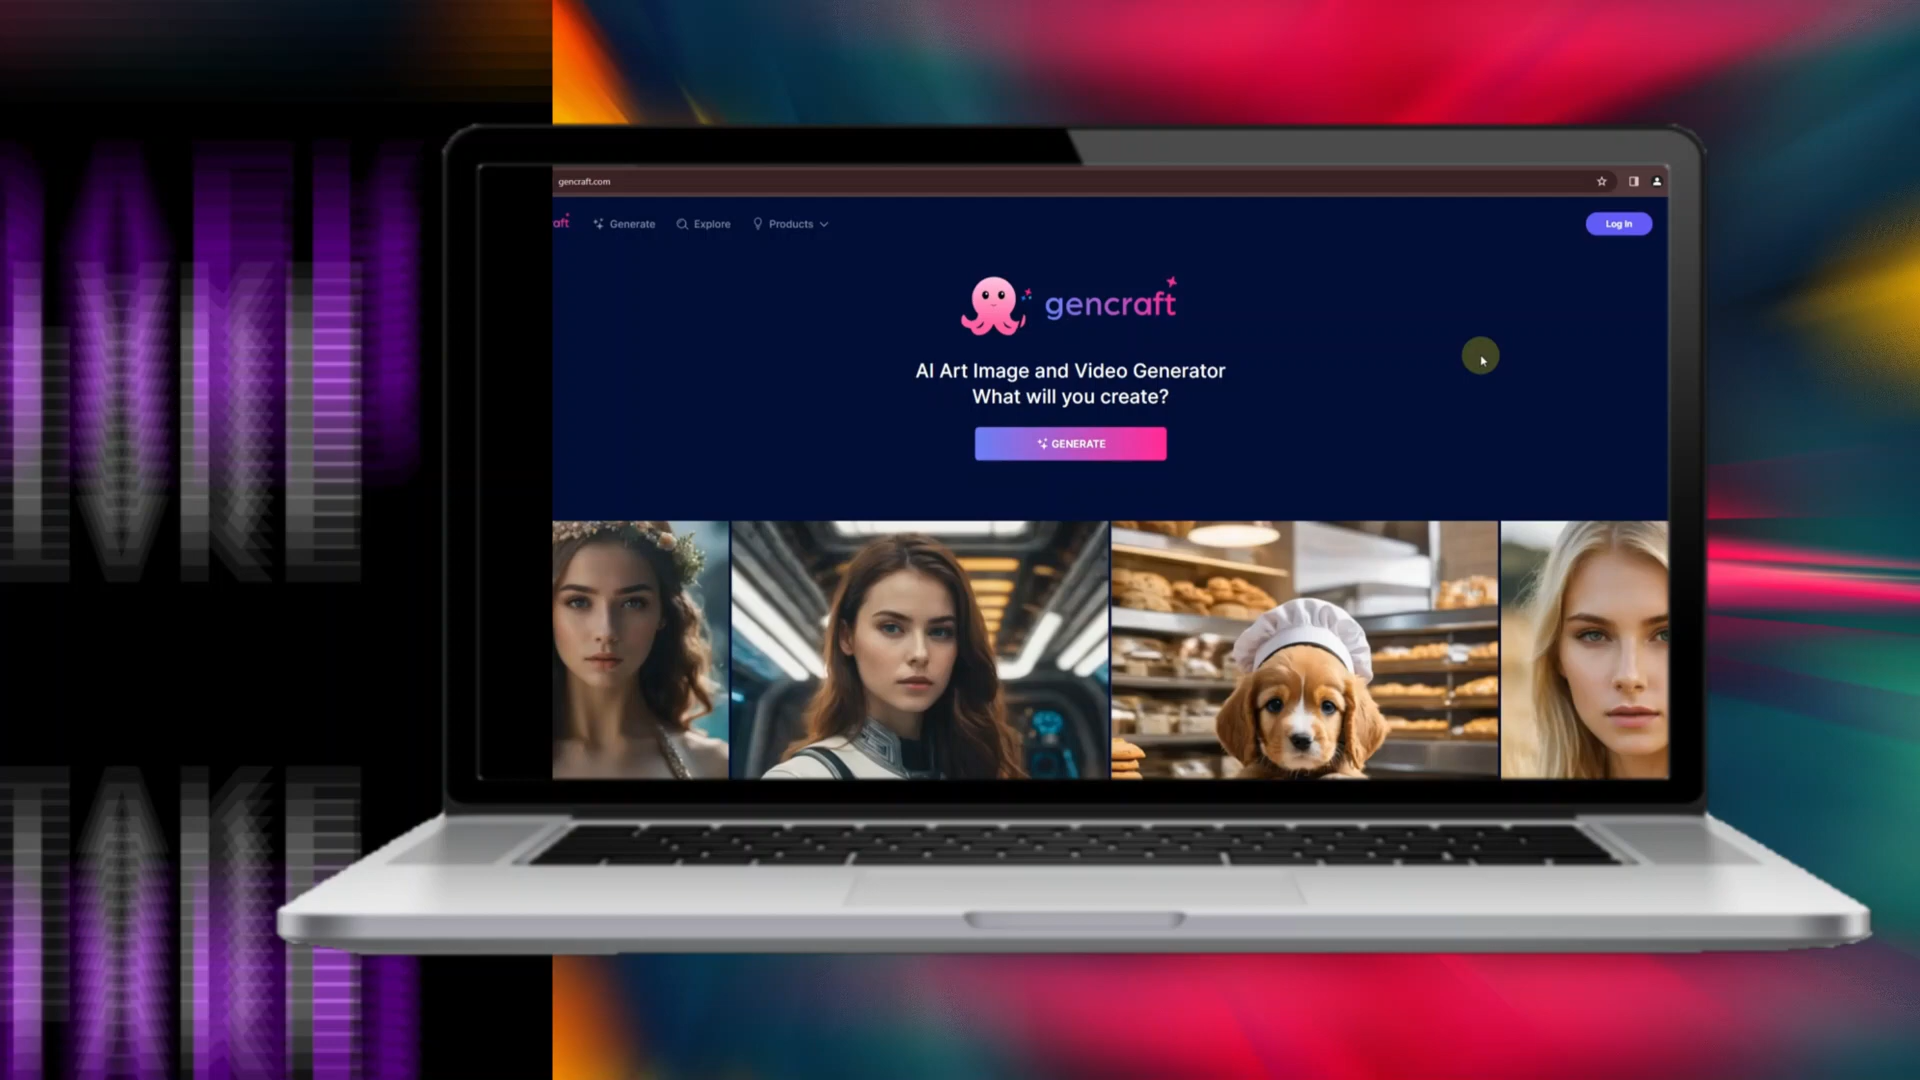 gencraft.com
aft
Generate
Explore
Products
Log In
gencraft
AI Art Image and Video Generator
What will you create?
GENERATE